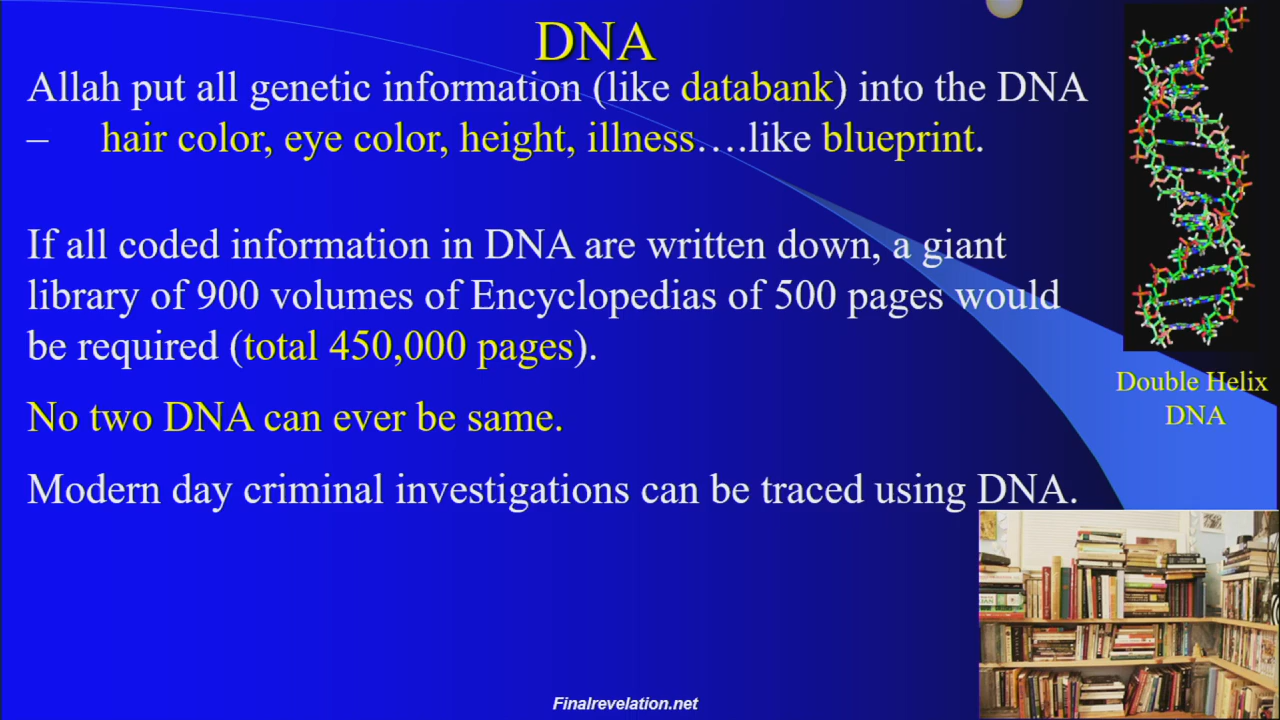 DNA
Allah put all genetic information (like databank) into the DNA
– hair color, eye color, height, illness….like blueprint.
If all coded information in DNA are written down, a giant
library of 900 volumes of Encyclopedias of 500 pages would
be required (total 450,000 pages).
No two DNA can ever be same.
Modern day criminal investigations can be traced using DNA.
Double Helix
DNA
Finalrevelation.net